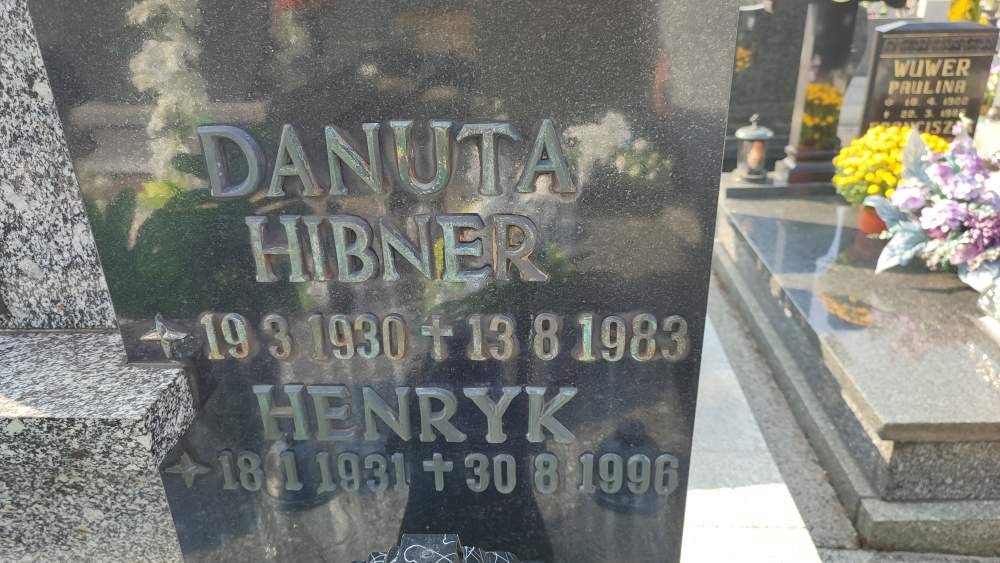 DANUTA
HIBNER
19 3 1930 † 13 8 1983
HENRYK
18 1 1931 † 30 8 1996
WUWER
PAULINA